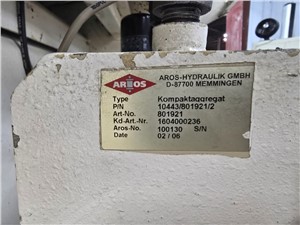 AROS
AROS-HYDRAULIK GMBH
D-87700 MEMMINGEN
Type Kompaktaggregat
P/N 10443/801921/2
Art-No. 801921
Kd-Art.-Nr. 1604000236
Aros-No. 100130 S/N
Date 02 / 06